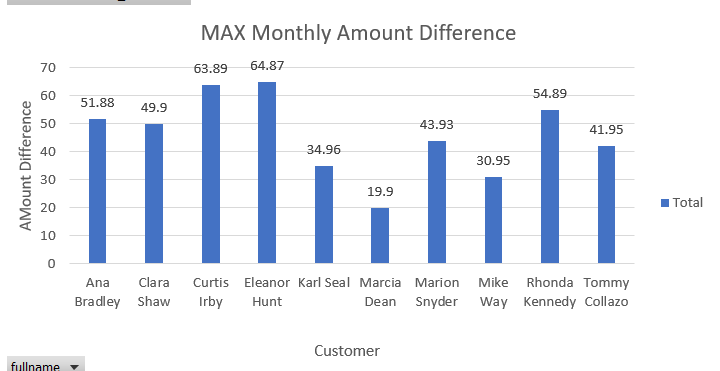 MAX Monthly Amount Difference
AMount Difference
70
60
50
40
30
20
10
0
51.88
49.9
63.89
64.87
34.96
19.9
43.93
30.95
54.89
41.95
Ana
Bradley
Clara
Shaw
Curtis
Irby
Eleanor
Hunt
Karl Seal
Marcia
Dean
Marion
Snyder
Mike
Way
Rhonda
Kennedy
Tommy
Collazo
Total
Customer
fullname